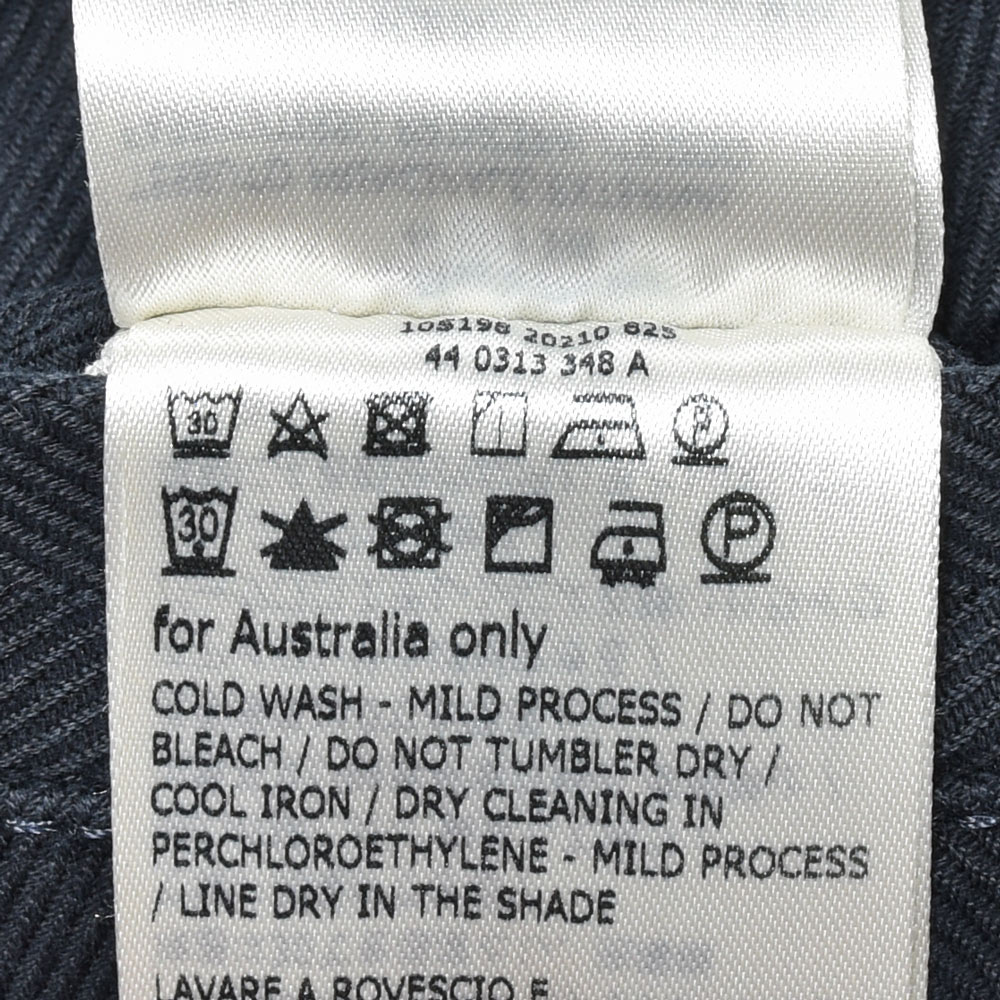 105198 20210 625
44 0313 348 A
30
P
30
P
for Australia only
COLD WASH - MILD PROCESS / DO NOT
BLEACH / DO NOT TUMBLER DRY /
COOL IRON / DRY CLEANING IN
PERCHLOROETHYLENE - MILD PROCESS
/ LINE DRY IN THE SHADE
LAVARE A ROVESCIO E